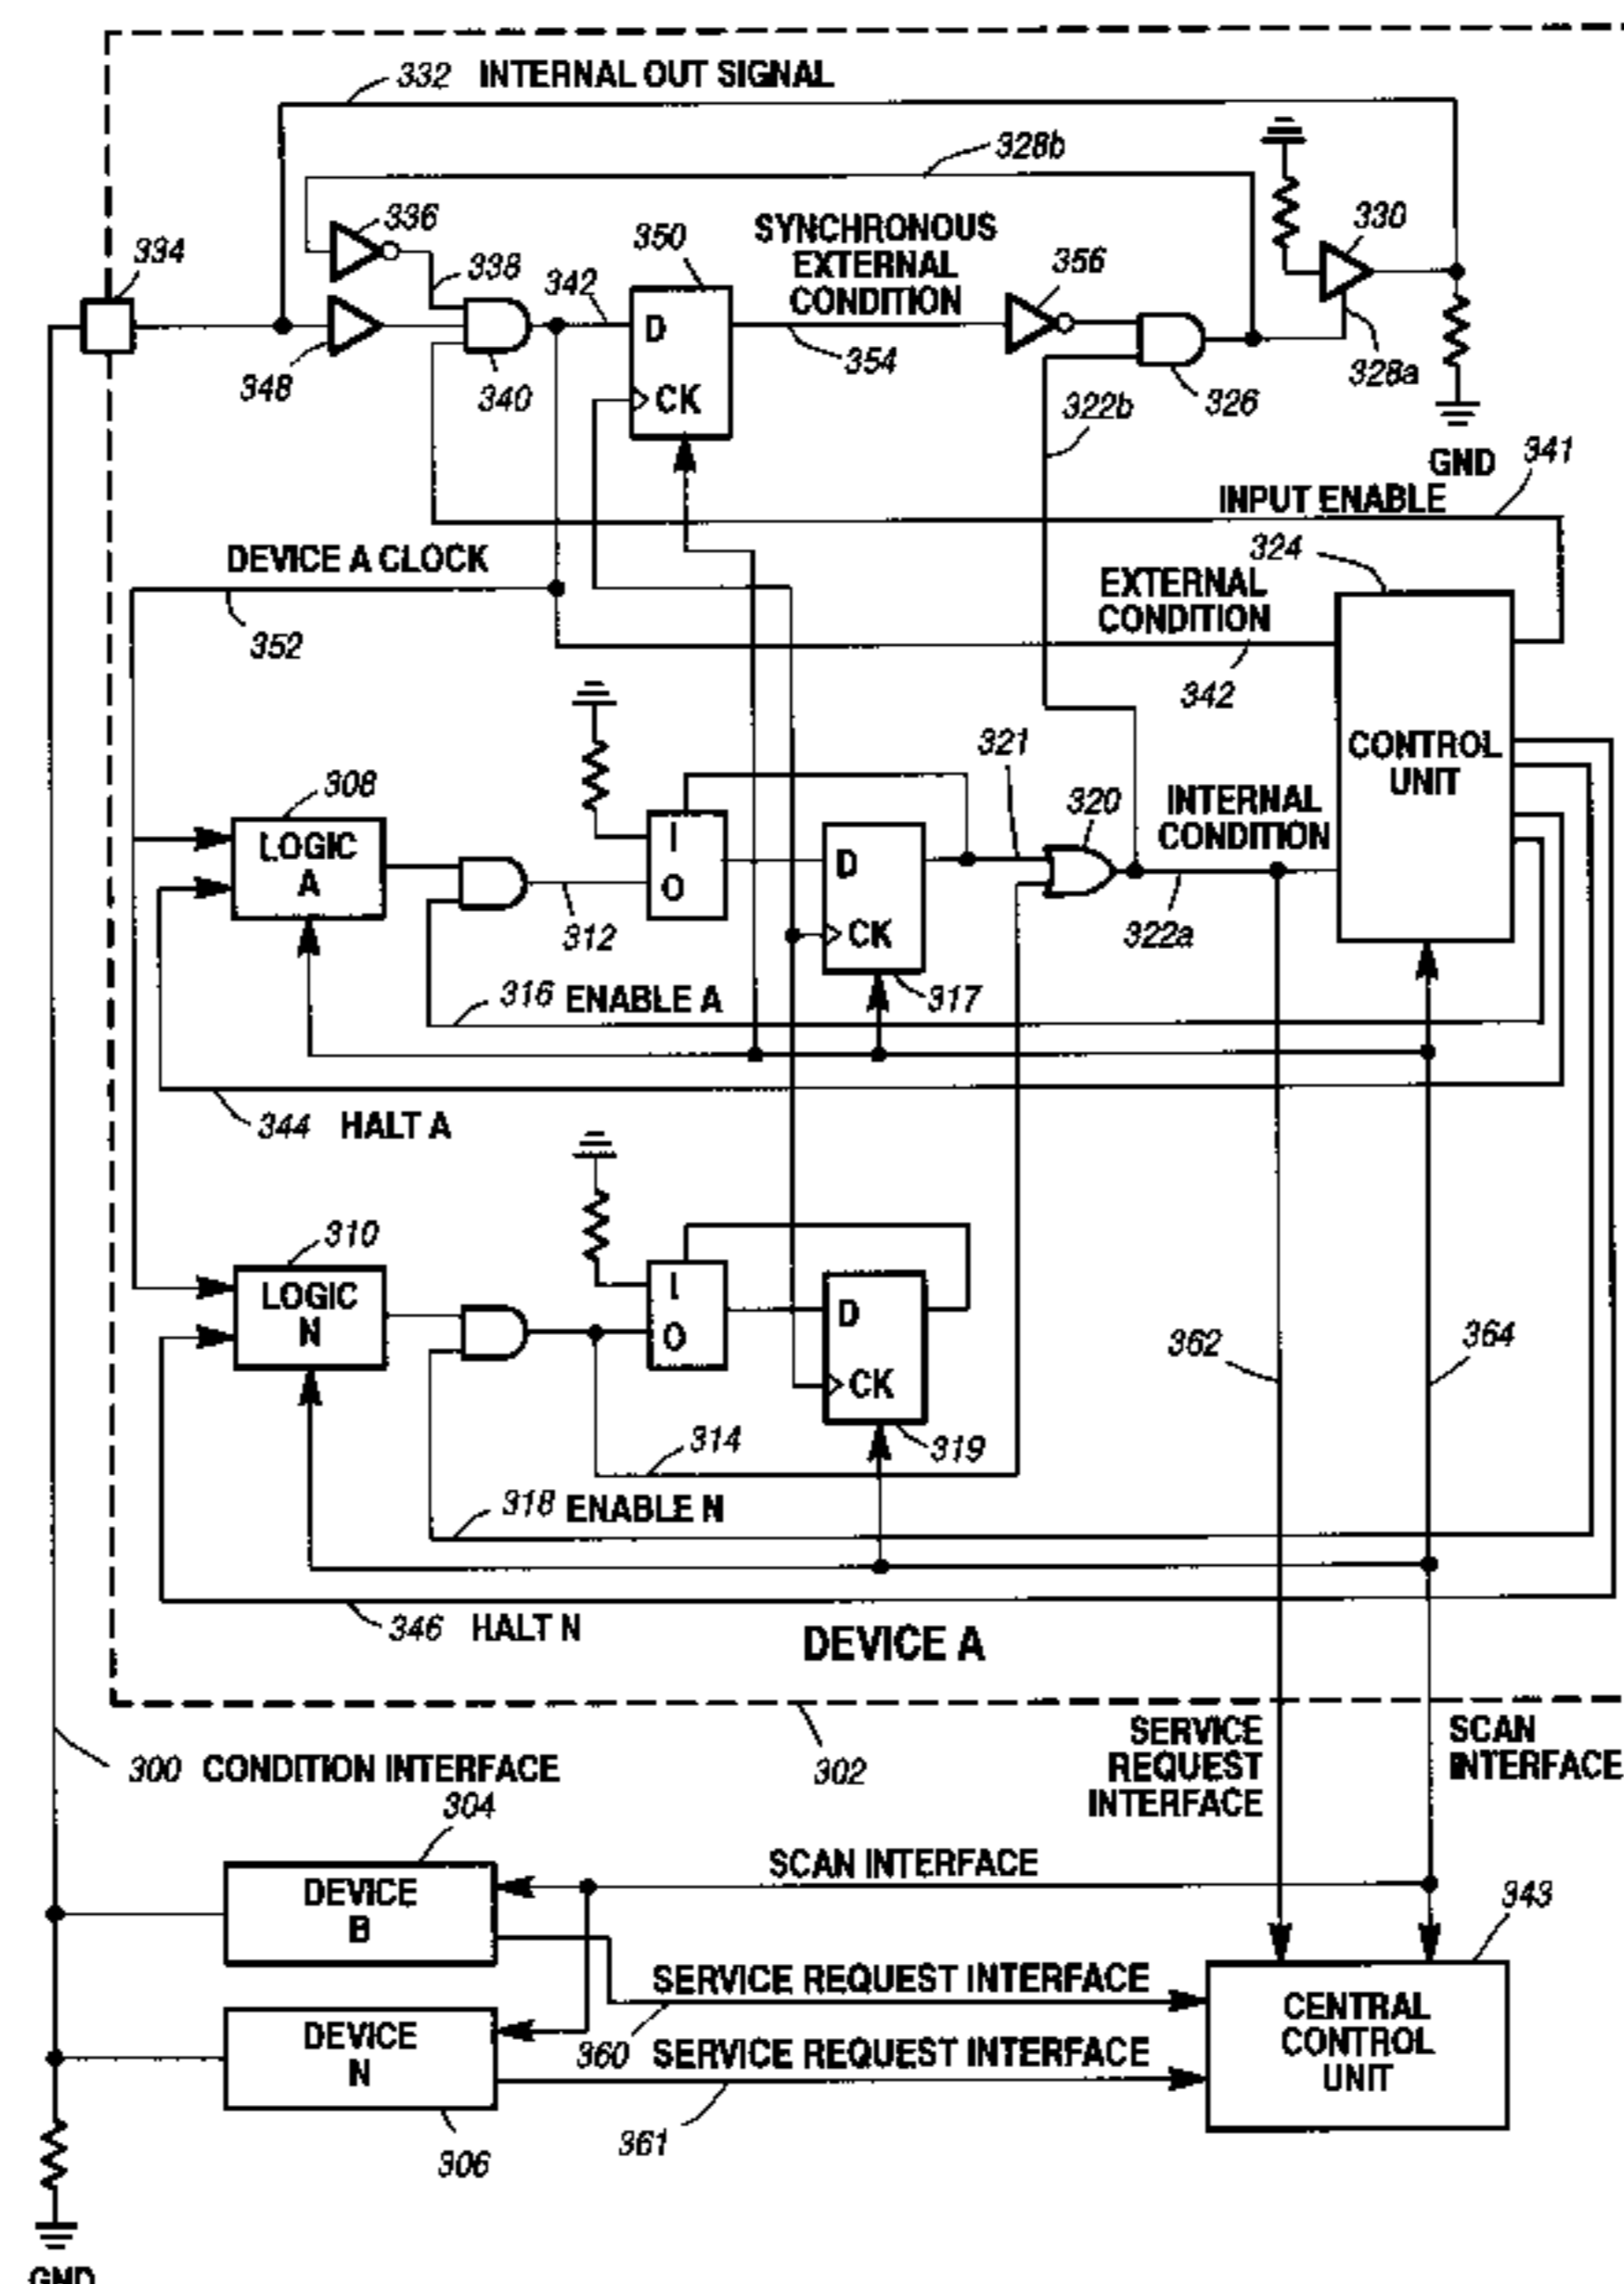 332 INTERNAL OUT SIGNAL
328b
336
334
350
SYNCHRONOUS
EXTERNAL
CONDITION
330
338
342
356
D
348
340
CK
354
322b
326
328a
GND
341
INPUT ENABLE
324
DEVICE A CLOCK
352
EXTERNAL
CONDITION
342
CONTROL
UNIT
321
320
INTERNAL
CONDITION
308
LOGIC
A
I
O
D
CK
312
322a
316 ENABLE A
317
344 HALT A
310
LOGIC
N
I
O
D
CK
362
364
314
319
318 ENABLE N
346 HALT N
DEVICE A
302
SERVICE
REQUEST
INTERFACE
SCAN
INTERFACE
300 CONDITION INTERFACE
304
DEVICE
B
SCAN INTERFACE
343
SERVICE REQUEST INTERFACE
CENTRAL
CONTROL
UNIT
DEVICE
N
360 SERVICE REQUEST INTERFACE
361
306
GND